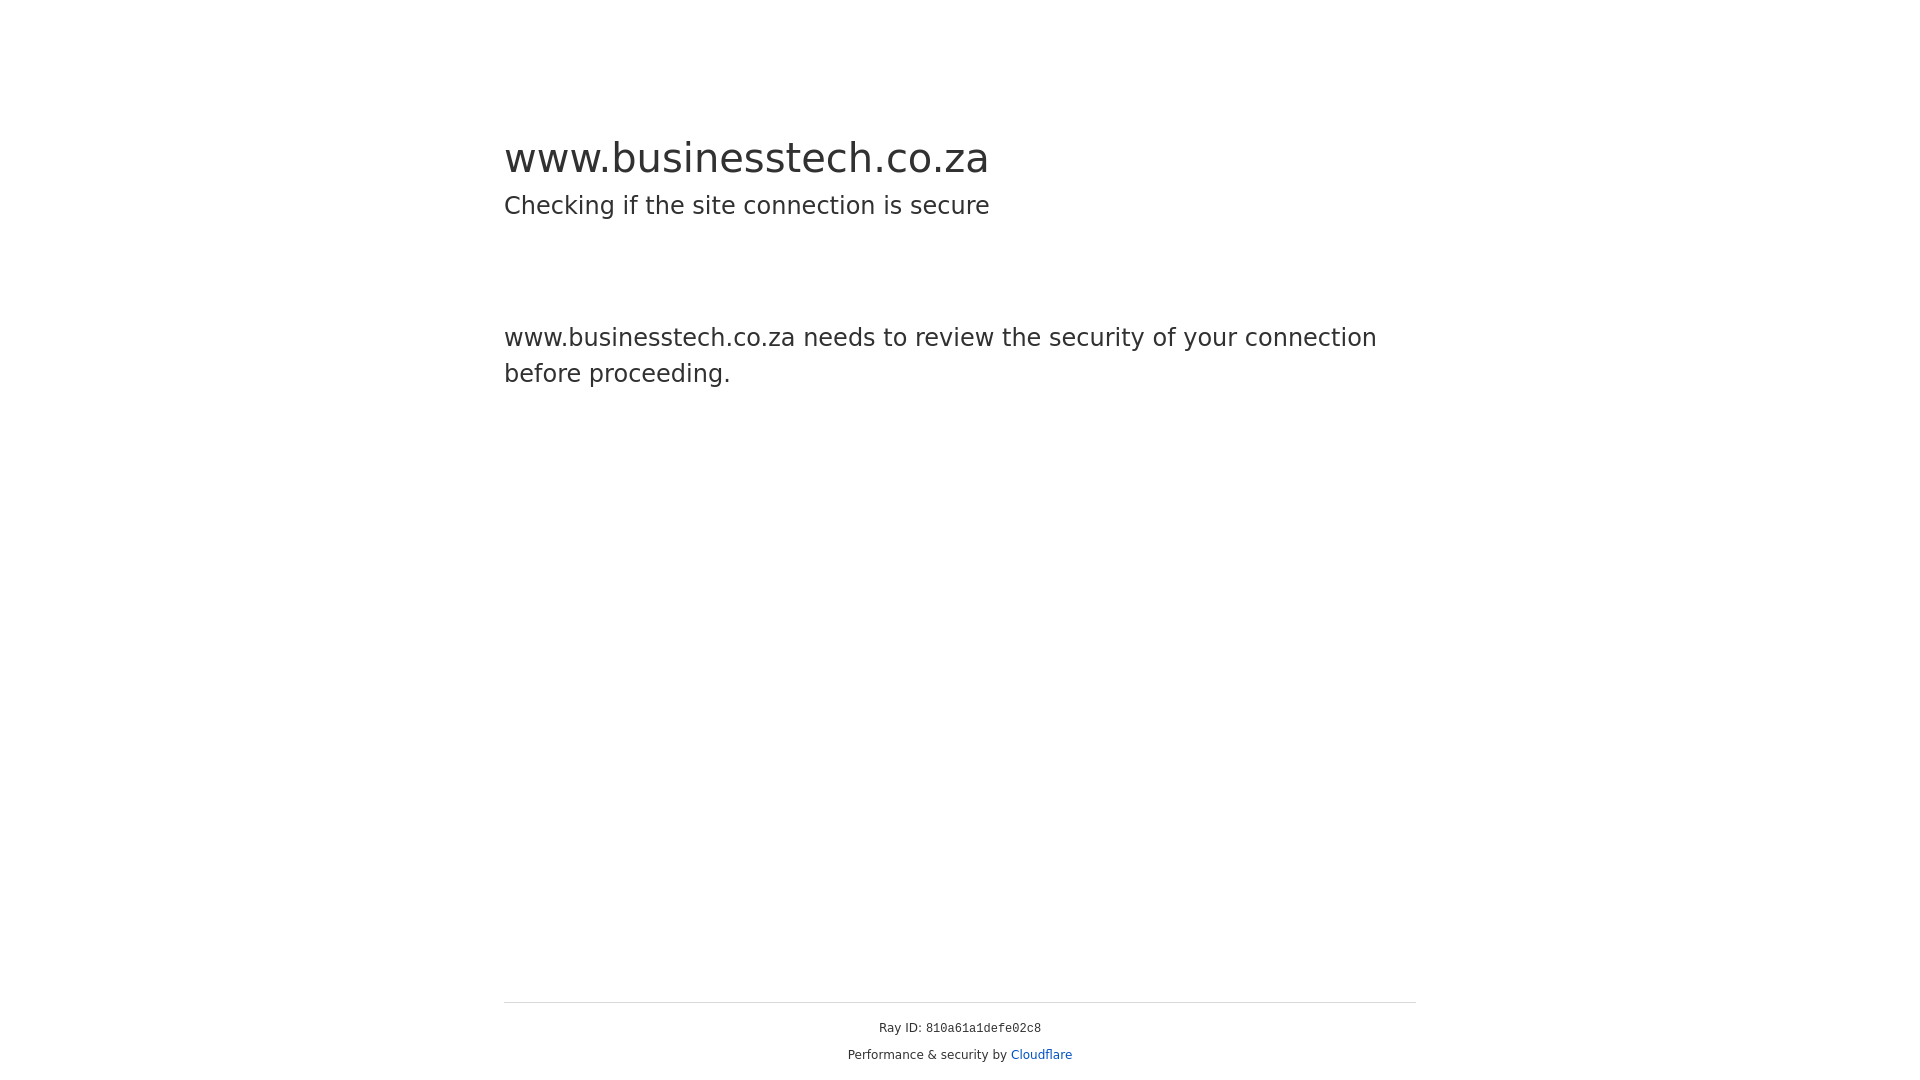 www.businesstech.co.za
Checking if the site connection is secure
www.businesstech.co.za needs to review the security of your connection
before proceeding.
Ray ID: 810a61a1defe02c8
Performance & security by Cloudflare